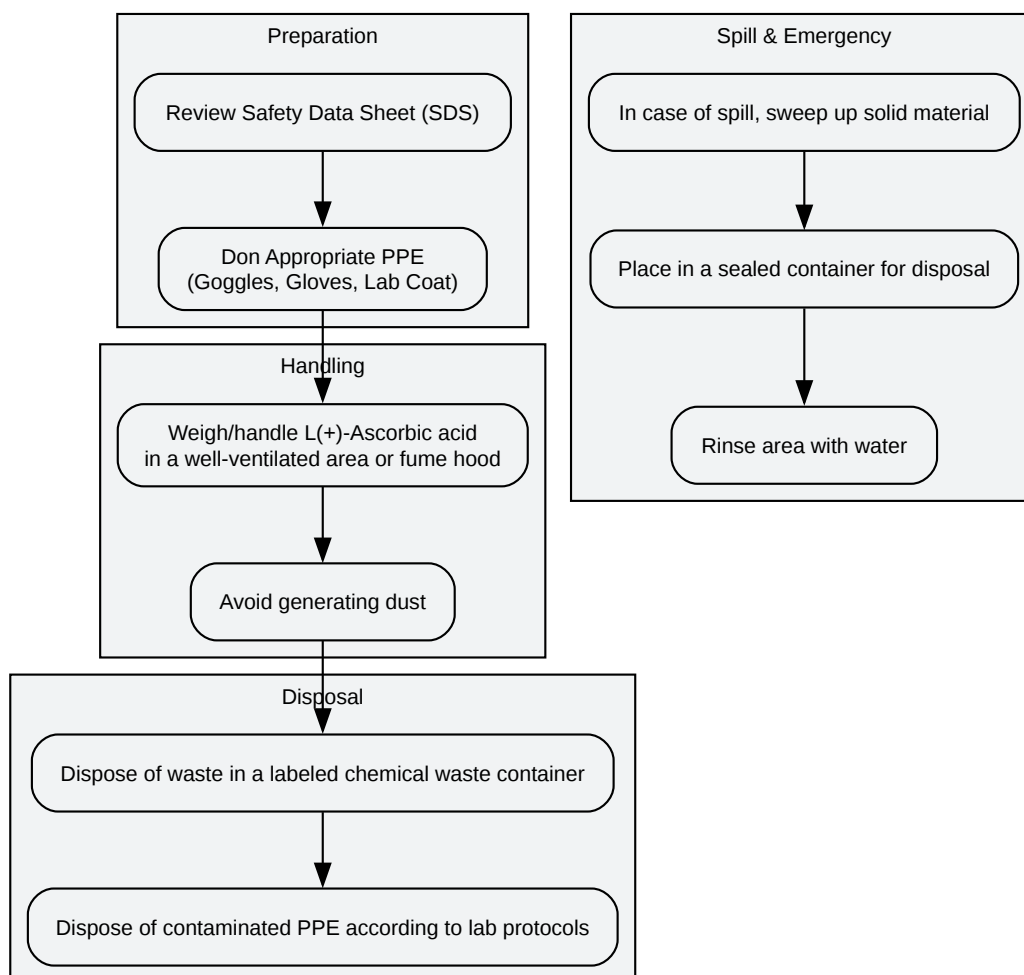 Preparation
Review Safety Data Sheet (SDS)
Don Appropriate PPE
(Goggles, Gloves, Lab Coat)
Handling
Weigh/handle L(+)-Ascorbic acid
in a well-ventilated area or fume hood
Avoid generating dust
Disposal
Dispose of waste in a labeled chemical waste container
Dispose of contaminated PPE according to lab protocols
Spill & Emergency
In case of spill, sweep up solid material
Place in a sealed container for disposal
Rinse area with water